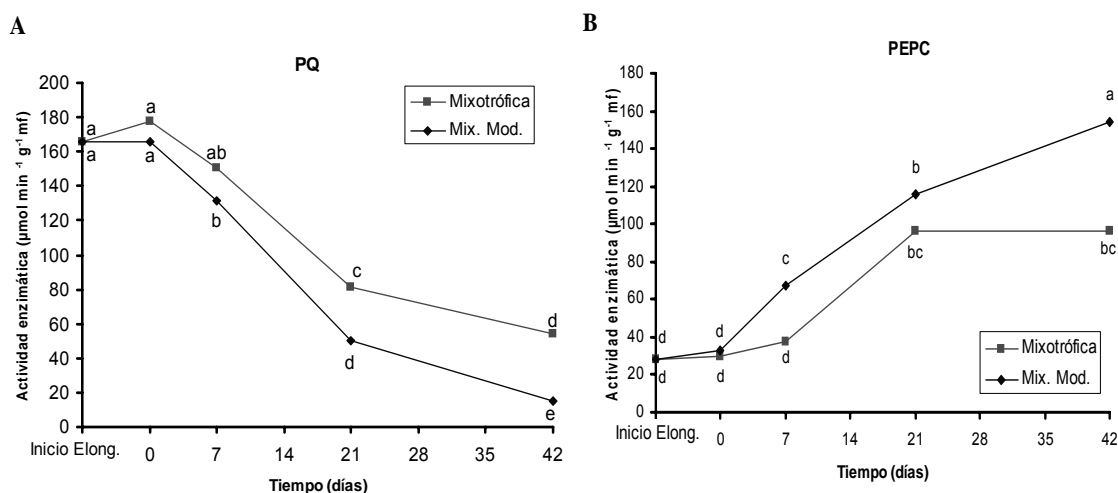 A
PQ
Actividad enzimática (µmol min ⁻¹ g⁻¹ mf)
200
180
160
140
120
100
80
60
40
20
0
Mixotrófica
Mix. Mod.
a
a
a
a
ab
b
c
d
d
e
Inicio Elong. 0 7 14 21 28 35 42
Tiempo (días)
B
PEPC
Actividad enzimática (µmol min ⁻¹ g⁻¹ mf)
180
160
140
120
100
80
60
40
20
0
a
b
c
bc
bc
d
d
d
d
d
Mixotrófica
Mix. Mod.
Inicio Elong. 0 7 14 21 28 35 42
Tiempo (días)